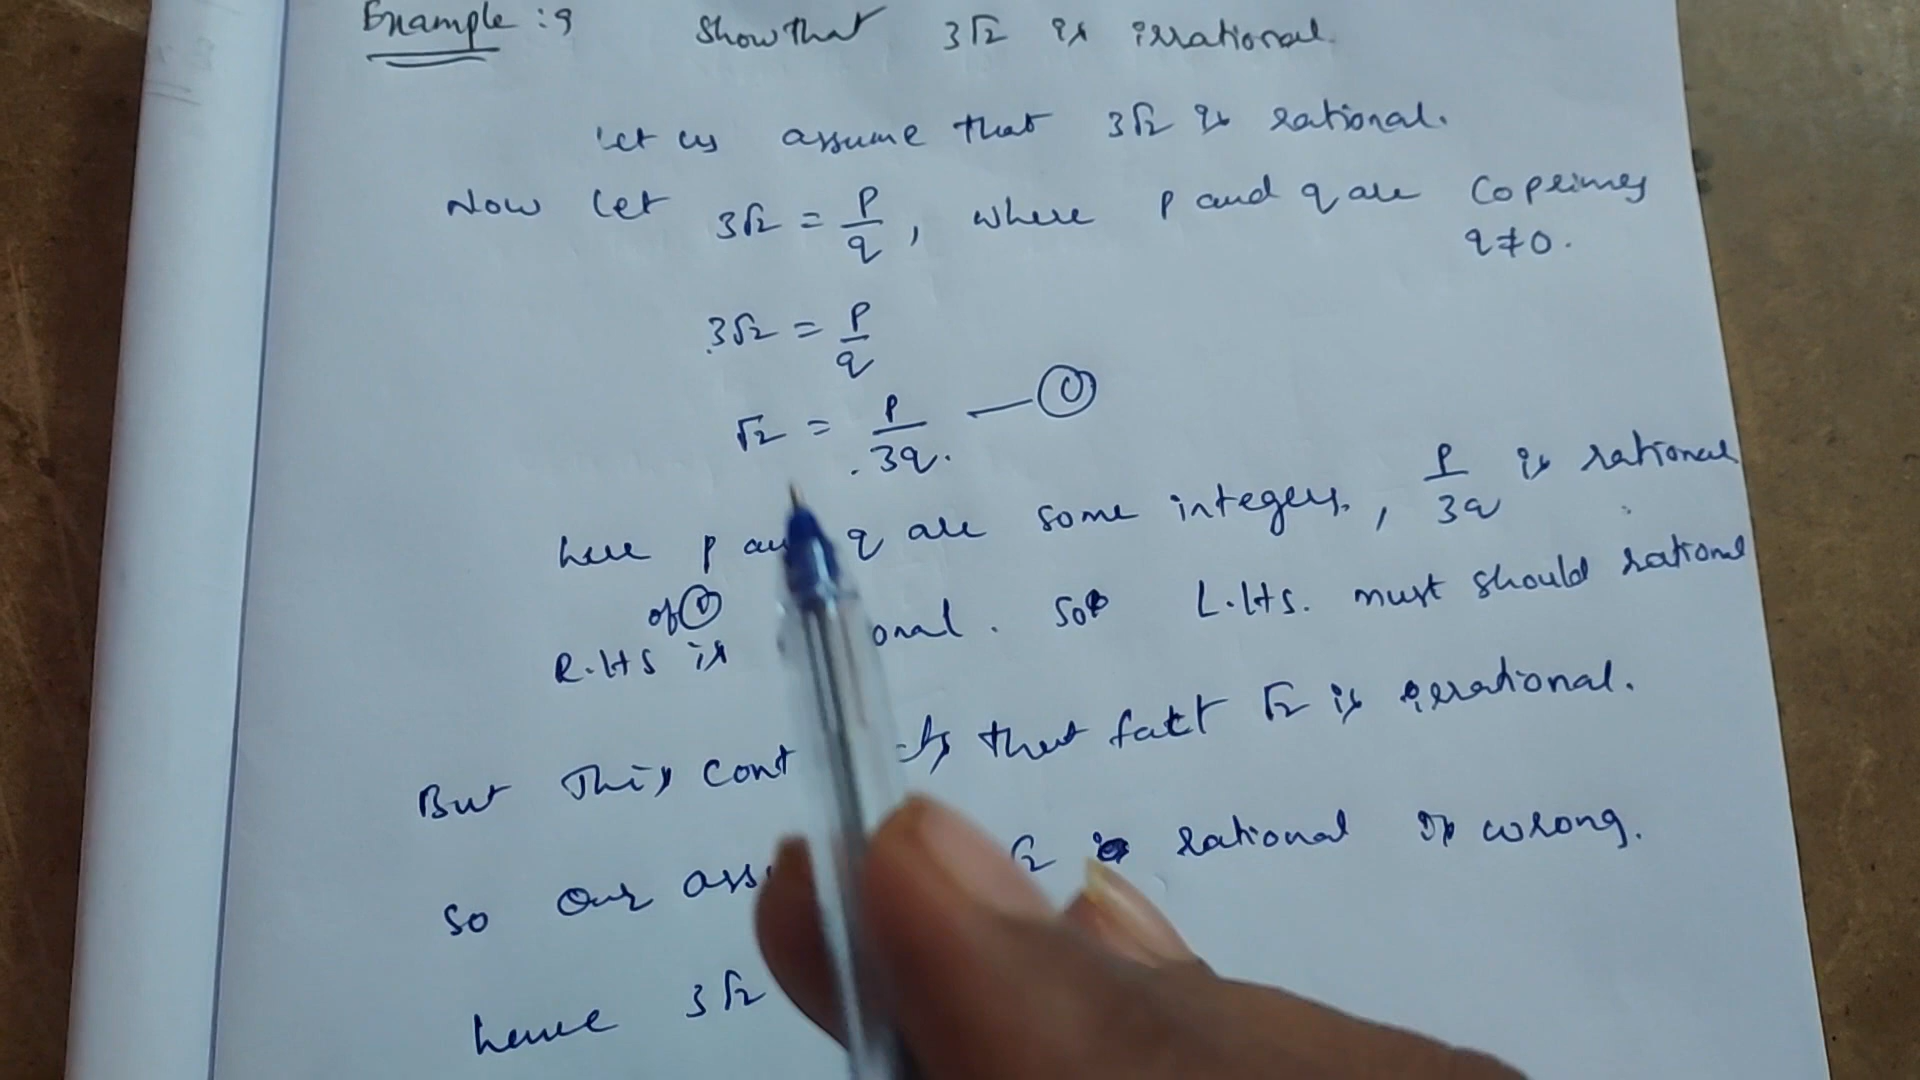 Example : 9 Show that 3√2 is irrational.
Let us assume that 3√2 is rational.
Now let 3√2 = p/q, where p and q are coprimes
q ≠ 0.
3√2 = p/q
√2 = p/3q. — ①
here p q are some integers, p/3q is rational
of ①
R.H.S is . So L.H.S. must should rational
But This that fact √2 is irrational.
So our √2 is rational is wrong.
hence 3√2